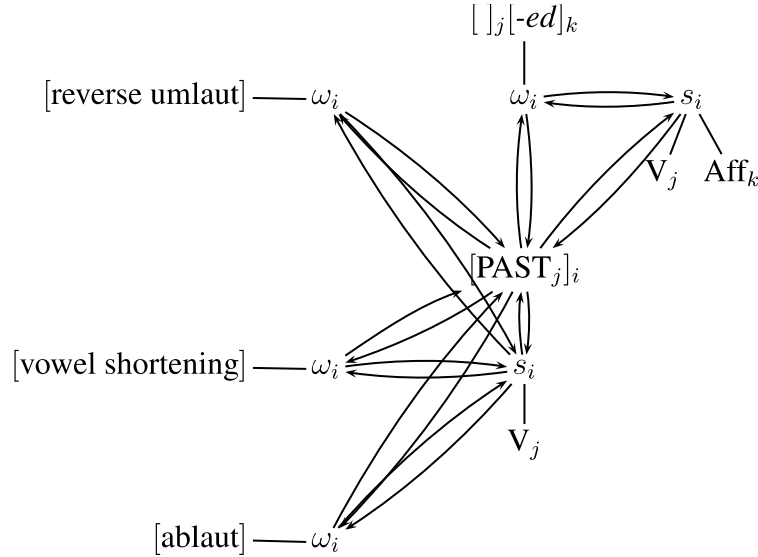 [ ]ⱼ[-ed]ₖ
[reverse umlaut] ωᵢ ωᵢ sᵢ
Vⱼ Affₖ
[PASTⱼ]ᵢ
[vowel shortening] ωᵢ sᵢ
Vⱼ
[ablaut] ωᵢ